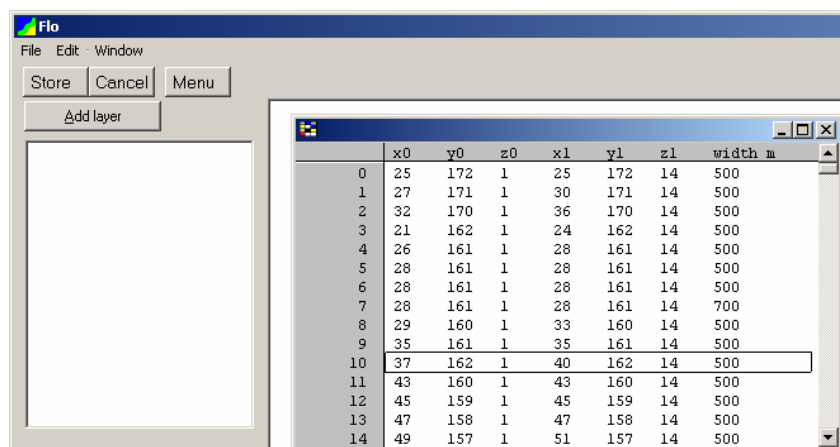 Flo
File Edit Window
Store Cancel Menu
Add layer
x0 y0 z0 x1 y1 z1 width m
0 25 172 1 25 172 14 500
1 27 171 1 30 171 14 500
2 32 170 1 36 170 14 500
3 21 162 1 24 162 14 500
4 26 161 1 28 161 14 500
5 28 161 1 28 161 14 500
6 28 161 1 28 161 14 500
7 28 161 1 28 161 14 700
8 29 160 1 33 160 14 500
9 35 161 1 35 161 14 500
10 37 162 1 40 162 14 500
11 43 160 1 43 160 14 500
12 45 159 1 45 159 14 500
13 47 158 1 47 158 14 500
14 49 157 1 51 157 14 500